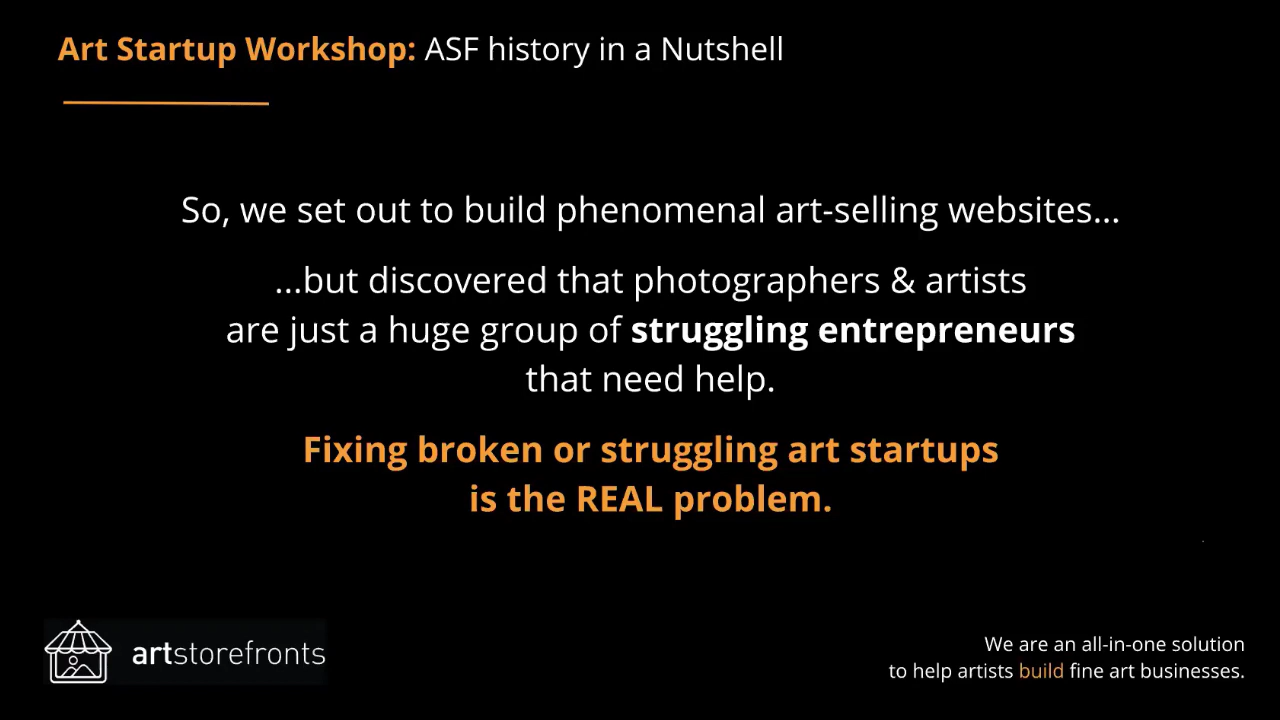 Art Startup Workshop: ASF history in a Nutshell
So, we set out to build phenomenal art-selling websites...
...but discovered that photographers & artists
are just a huge group of struggling entrepreneurs
that need help.
Fixing broken or struggling art startups
is the REAL problem.
artstorefronts
We are an all-in-one solution
to help artists build fine art businesses.